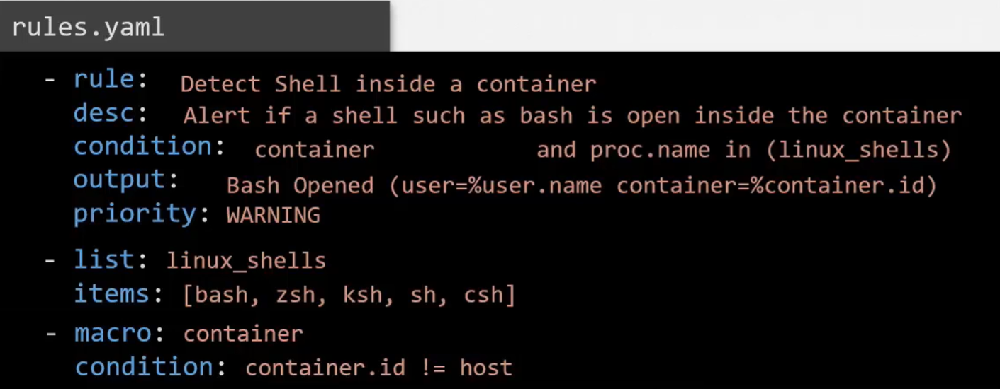 rules.yaml
- rule: Detect Shell inside a container
desc: Alert if a shell such as bash is open inside the container
condition: container and proc.name in (linux_shells)
output: Bash Opened (user=%user.name container=%container.id)
priority: WARNING
- list: linux_shells
items: [bash, zsh, ksh, sh, csh]
- macro: container
condition: container.id != host